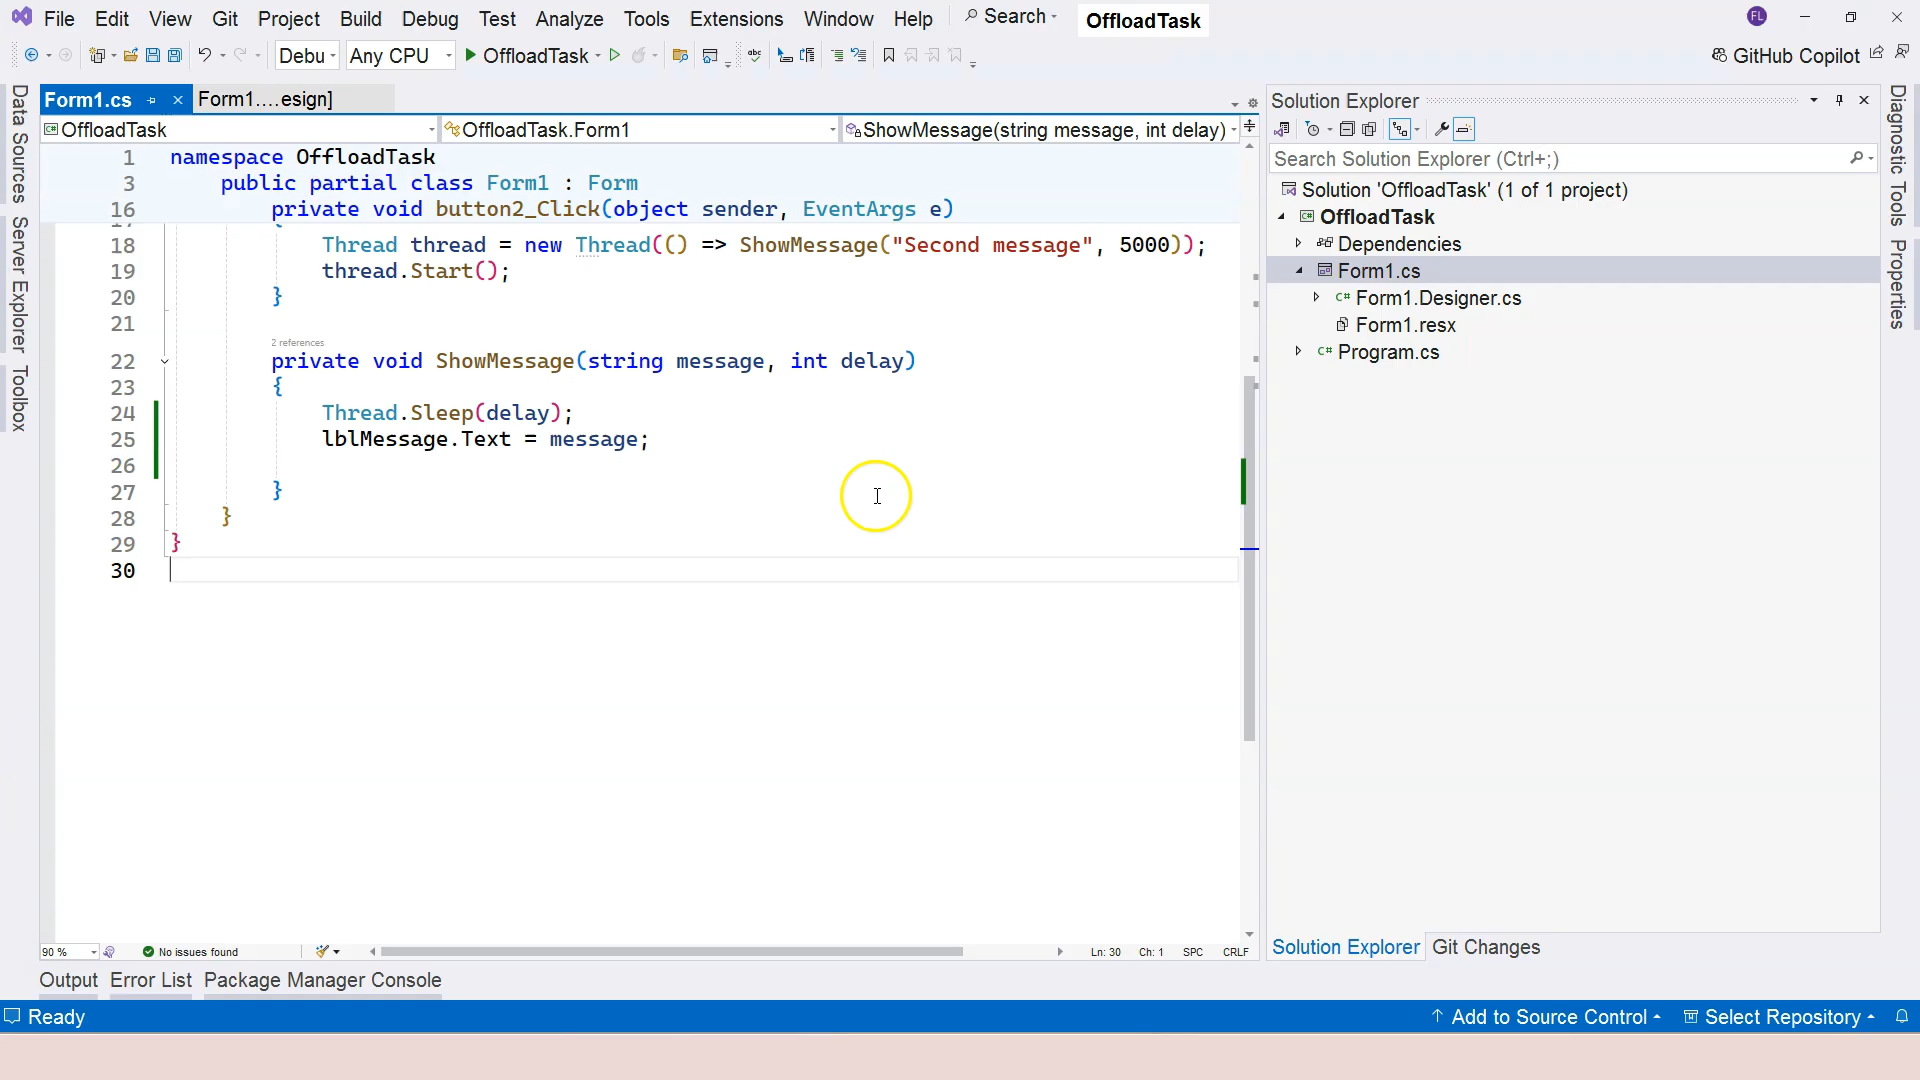 File Edit View Git Project Build Debug Test Analyze Tools Extensions Window Help Search OffloadTask FL
Debu Any CPU OffloadTask abc GitHub Copilot
Data Sources
Server Explorer
Toolbox
Form1.cs Form1....esign]
OffloadTask OffloadTask.Form1 ShowMessage(string message, int delay)
1 namespace OffloadTask
3 public partial class Form1 : Form
16 private void button2_Click(object sender, EventArgs e)
17 {
18 Thread thread = new Thread(() => ShowMessage("Second message", 5000));
19 thread.Start();
20 }
21
2 references
22 private void ShowMessage(string message, int delay)
23 {
24 Thread.Sleep(delay);
25 lblMessage.Text = message;
26
27 }
28 }
29 }
30
90 % No issues found Ln: 30 Ch: 1 SPC CRLF
Solution Explorer
Search Solution Explorer (Ctrl+;)
Solution 'OffloadTask' (1 of 1 project)
C# OffloadTask
Dependencies
Form1.cs
C# Form1.Designer.cs
Form1.resx
C# Program.cs
Solution Explorer Git Changes
Diagnostic Tools
Properties
Output Error List Package Manager Console
Ready Add to Source Control Select Repository